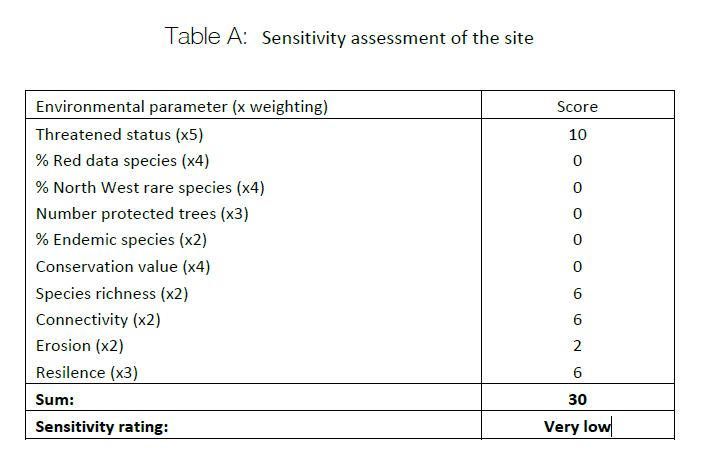 Table A: Sensitivity assessment of the site
Environmental parameter (x weighting) Score
Threatened status (x5) 10
% Red data species (x4) 0
% North West rare species (x4) 0
Number protected trees (x3) 0
% Endemic species (x2) 0
Conservation value (x4) 0
Species richness (x2) 6
Connectivity (x2) 6
Erosion (x2) 2
Resilence (x3) 6
Sum: 30
Sensitivity rating: Very low